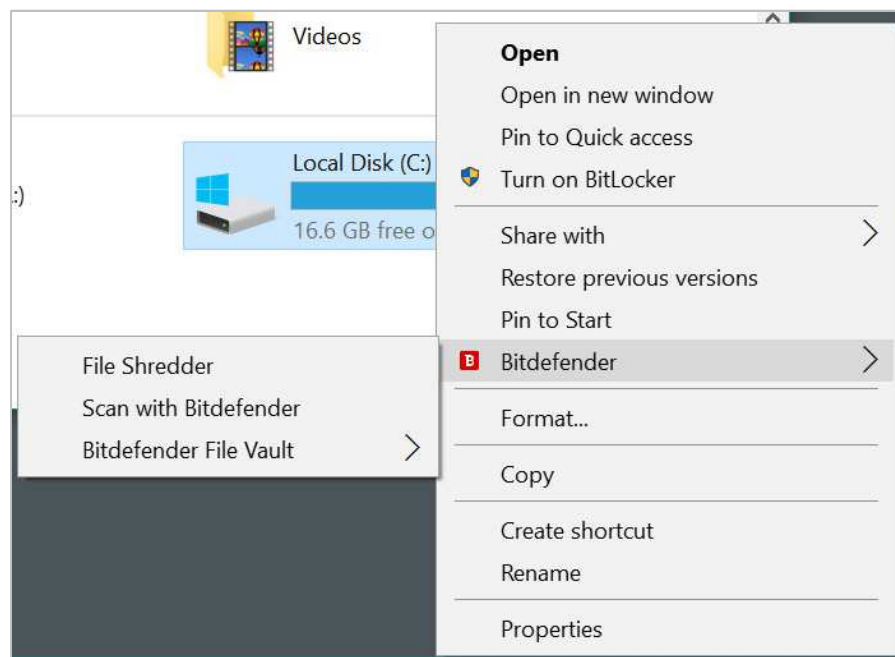 Videos
Local Disk (C:)
:)
16.6 GB free o
Open
Open in new window
Pin to Quick access
Turn on BitLocker
Share with
Restore previous versions
Pin to Start
B Bitdefender
Format...
Copy
Create shortcut
Rename
Properties
File Shredder
Scan with Bitdefender
Bitdefender File Vault